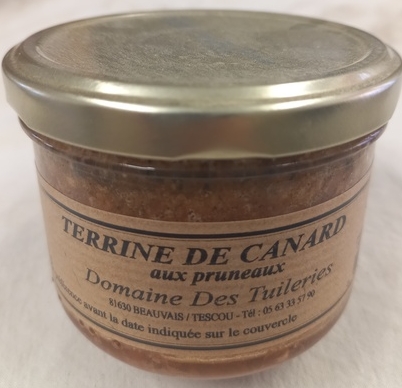 TERRINE DE CANARD
aux pruneaux
Domaine Des Tuileries
81630 BEAUVAIS / TESCOU - Tél : 05 63 33 57 90
avant la date indiquée sur le couvercle